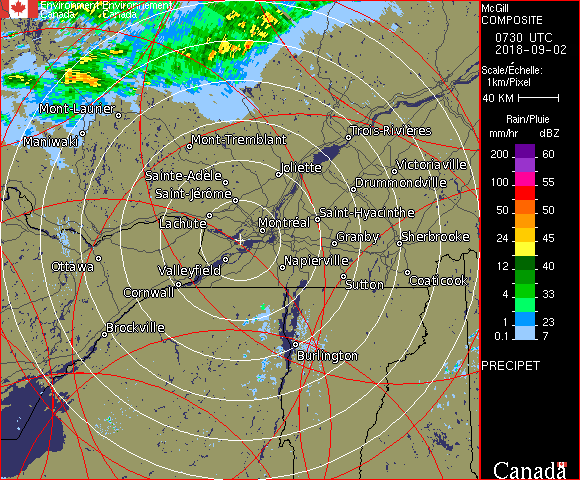 Environment Environnement
Canada Canada
Mont-Laurier
Maniwaki
Mont-Tremblant
Trois-Rivières
Joliette
Victoriaville
Sainte-Adèle
Drummondville
Saint-Jérôme
Saint-Hyacinthe
Lachute
Montréal
Granby
Sherbrooke
Ottawa
Valleyfield
Napierville
Coaticook
Cornwall
Sutton
Brockville
Burlington
McGill
COMPOSITE
0730 UTC
2018-09-02
Scale/Échelle:
1km/Pixel
40 KM
Rain/Pluie
mm/hr dBZ
200 60
100 55
50 50
24 45
12 40
4 33
1 23
0.1 7
PRECIPET
Canada